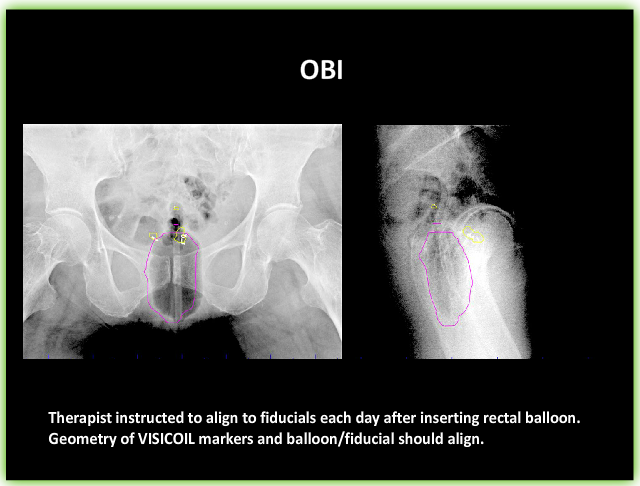 OBI
Therapist instructed to align to fiducials each day after inserting rectal balloon.
Geometry of VISICOIL markers and balloon/fiducial should align.